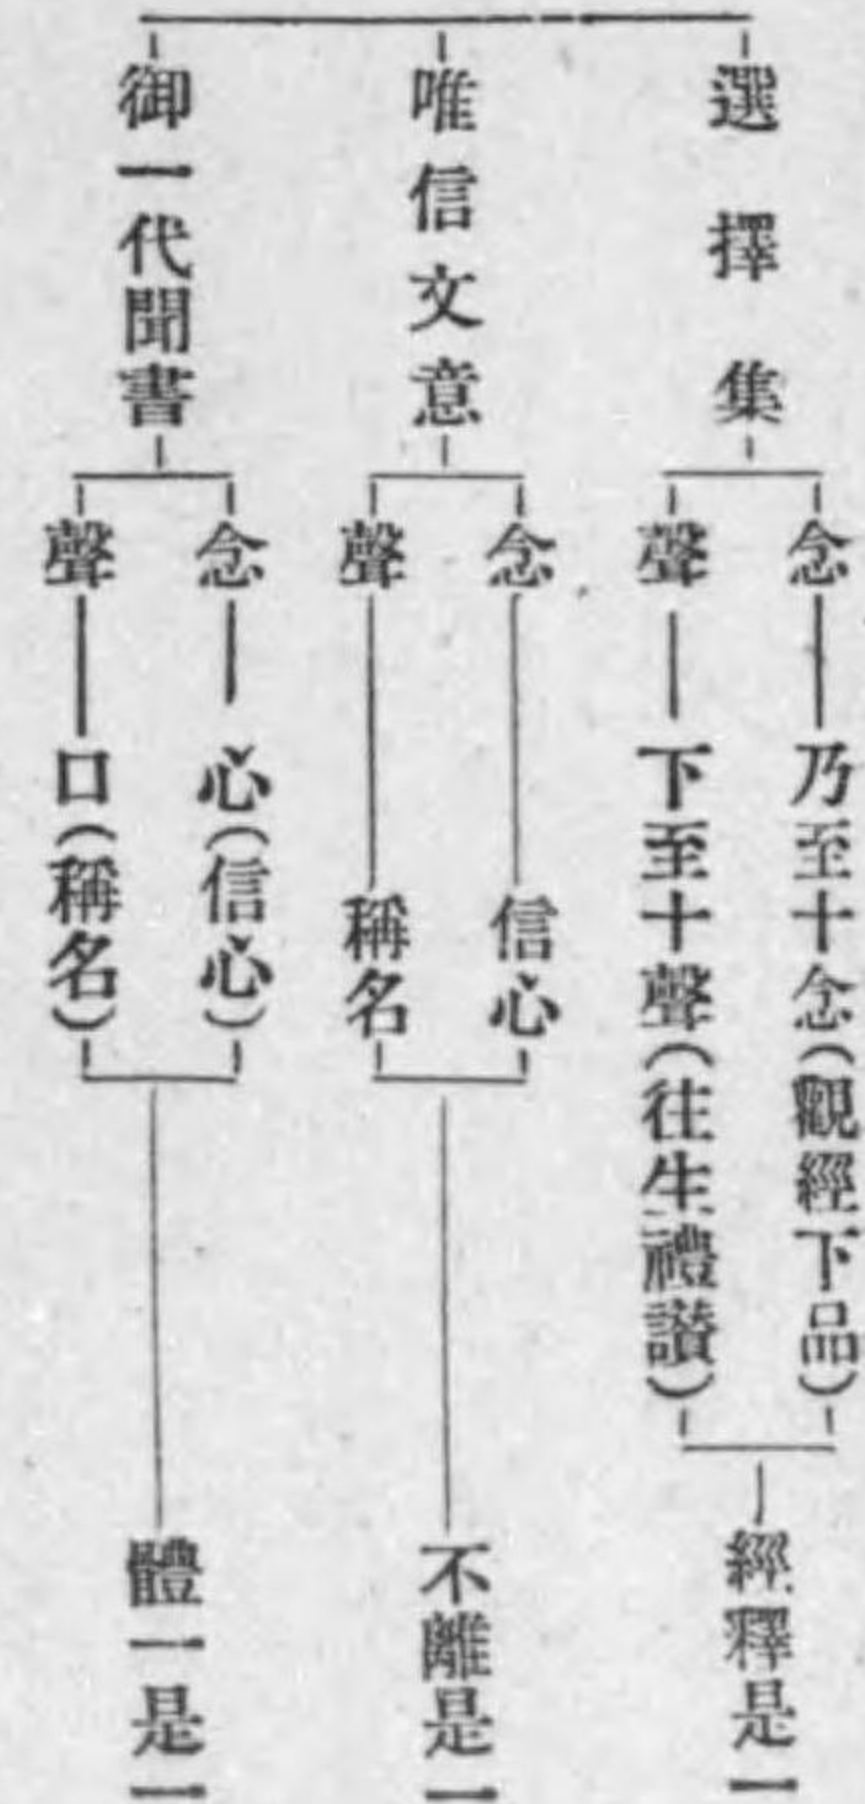 選擇集
念
乃至十念(觀經下品)
聲
下至十聲(往生禮讃)
經釋是一
唯信文意
念
信心
聲
稱名
不離是一
御一代聞書
念
心(信心)
聲
口(稱名)
體一是一